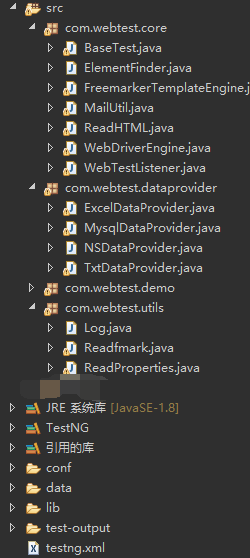 src
com.webtest.core
BaseTest.java
ElementFinder.java
FreemarkerTemplateEngine.j
MailUtil.java
ReadHTML.java
WebDriverEngine.java
WebTestListener.java
com.webtest.dataprovider
ExcelDataProvider.java
MysqlDataProvider.java
NSDataProvider.java
TxtDataProvider.java
com.webtest.demo
com.webtest.utils
Log.java
Readfmark.java
ReadProperties.java
JRE 系统库 [JavaSE-1.8]
TestNG
引用的库
conf
data
lib
test-output
testng.xml